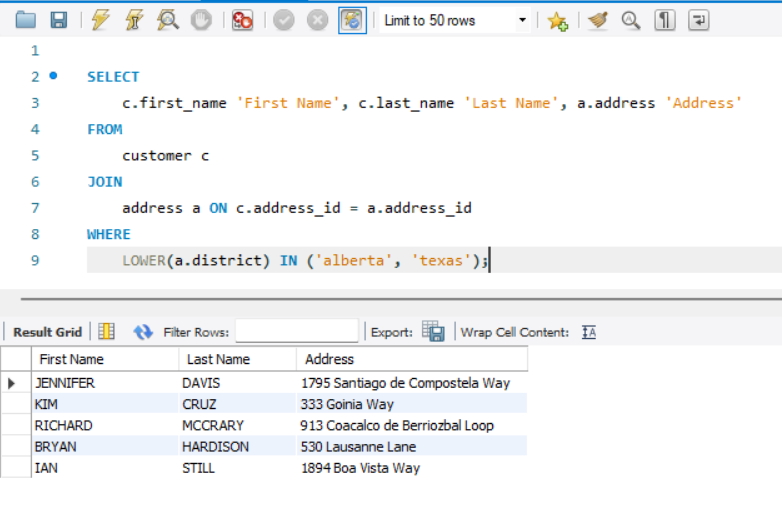 Limit to 50 rows
1
2 SELECT
3 c.first_name 'First Name', c.last_name 'Last Name', a.address 'Address'
4 FROM
5 customer c
6 JOIN
7 address a ON c.address_id = a.address_id
8 WHERE
9 LOWER(a.district) IN ('alberta', 'texas');
Result Grid Filter Rows: Export: Wrap Cell Content:
First Name Last Name Address
JENNIFER DAVIS 1795 Santiago de Compostela Way
KIM CRUZ 333 Goinia Way
RICHARD MCCRARY 913 Coacalco de Berriozbal Loop
BRYAN HARDISON 530 Lausanne Lane
IAN STILL 1894 Boa Vista Way